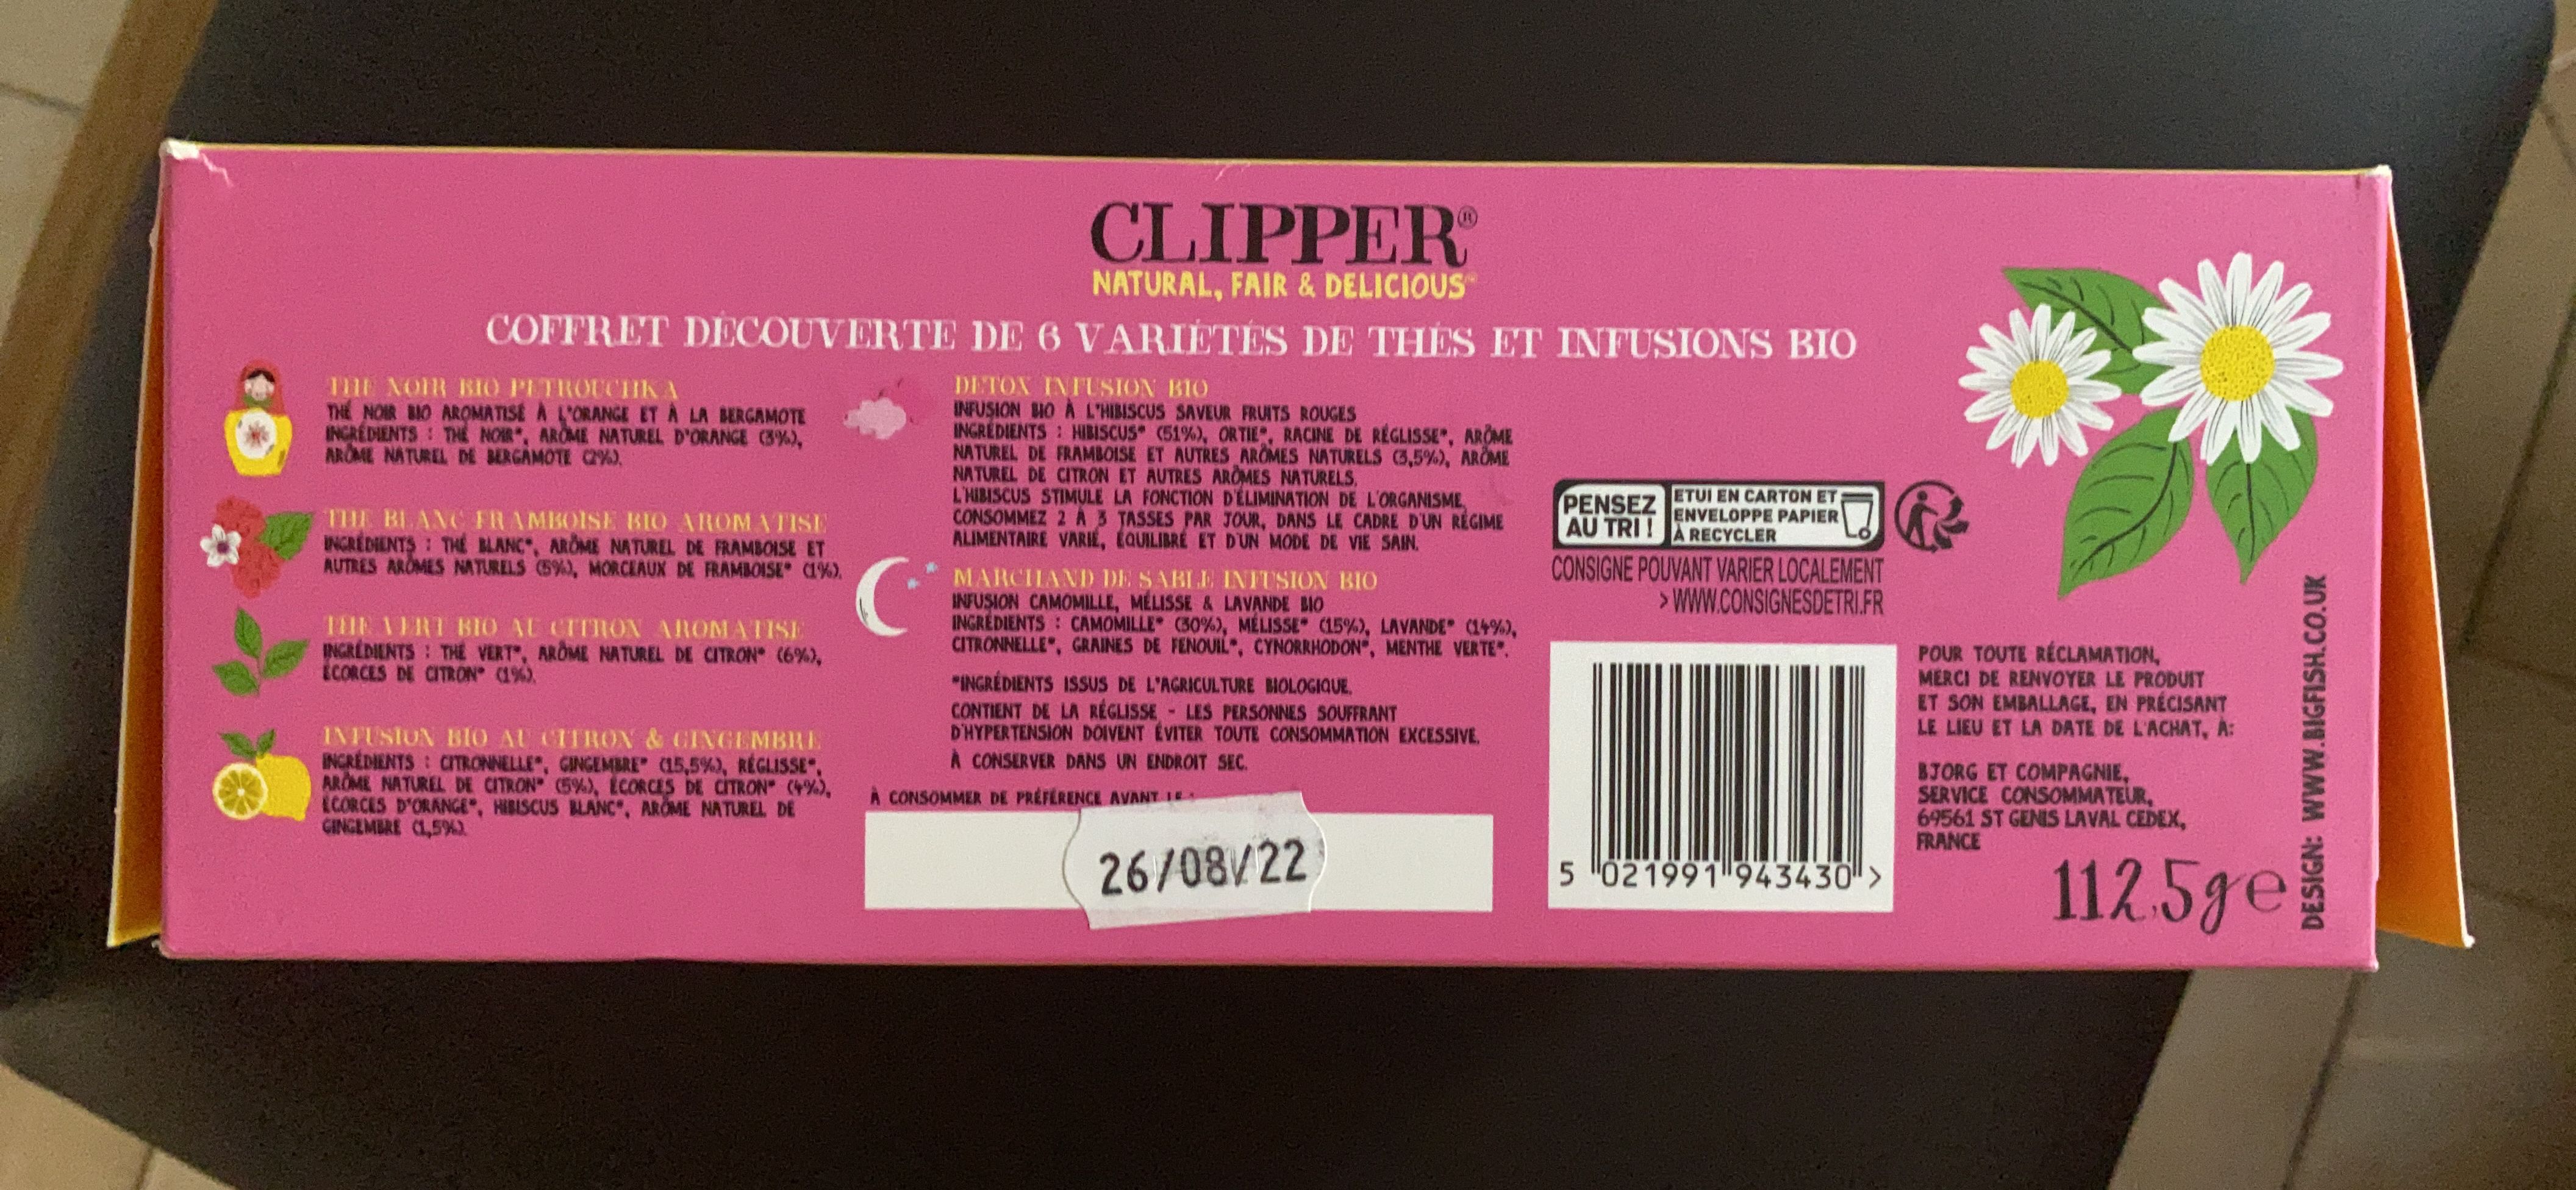 CLIPPER®
NATURAL, FAIR & DELICIOUS™
COFFRET DÉCOUVERTE DE 6 VARIÉTÉS DE THÉS ET INFUSIONS BIO
THÉ NOIR BIO PETROUCHKA
THÉ NOIR BIO AROMATISÉ À L'ORANGE ET À LA BERGAMOTE
INGRÉDIENTS : THÉ NOIR*, ARÔME NATUREL D'ORANGE (3%),
ARÔME NATUREL DE BERGAMOTE (2%).
THÉ BLANC FRAMBOISE BIO AROMATISÉ
INGRÉDIENTS : THÉ BLANC*, ARÔME NATUREL DE FRAMBOISE ET
AUTRES ARÔMES NATURELS (5%), MORCEAUX DE FRAMBOISE* (1%).
THÉ VERT BIO AU CITRON AROMATISÉ
INGRÉDIENTS : THÉ VERT*, ARÔME NATUREL DE CITRON* (6%),
ÉCORCES DE CITRON* (1%).
INFUSION BIO AU CITRON & GINGEMBRE
INGRÉDIENTS : CITRONNELLE*, GINGEMBRE* (15,5%), RÉGLISSE*,
ARÔME NATUREL DE CITRON* (5%), ÉCORCES DE CITRON* (4%),
ÉCORCES D'ORANGE*, HIBISCUS BLANC*, ARÔME NATUREL DE
GINGEMBRE (1,5%).
DETOX INFUSION BIO
INFUSION BIO À L'HIBISCUS SAVEUR FRUITS ROUGES
INGRÉDIENTS : HIBISCUS* (51%), ORTIE*, RACINE DE RÉGLISSE*, ARÔME
NATUREL DE FRAMBOISE ET AUTRES ARÔMES NATURELS (3,5%), ARÔME
NATUREL DE CITRON ET AUTRES ARÔMES NATURELS.
L'HIBISCUS STIMULE LA FONCTION D'ÉLIMINATION DE L'ORGANISME.
CONSOMMEZ 2 À 3 TASSES PAR JOUR, DANS LE CADRE D'UN RÉGIME
ALIMENTAIRE VARIÉ, ÉQUILIBRÉ ET D'UN MODE DE VIE SAIN.
MARCHAND DE SABLE INFUSION BIO
INFUSION CAMOMILLE, MÉLISSE & LAVANDE BIO
INGRÉDIENTS : CAMOMILLE* (30%), MÉLISSE* (15%), LAVANDE* (14%),
CITRONNELLE*, GRAINES DE FENOUIL*, CYNORRHODON*, MENTHE VERTE*.
*INGRÉDIENTS ISSUS DE L'AGRICULTURE BIOLOGIQUE.
CONTIENT DE LA RÉGLISSE - LES PERSONNES SOUFFRANT
D'HYPERTENSION DOIVENT ÉVITER TOUTE CONSOMMATION EXCESSIVE.
À CONSERVER DANS UN ENDROIT SEC.
À CONSOMMER DE PRÉFÉRENCE AVANT LE :
26/08/22
PENSEZ
AU TRI !
ETUI EN CARTON ET
ENVELOPPE PAPIER
À RECYCLER
CONSIGNE POUVANT VARIER LOCALEMENT
> WWW.CONSIGNESDETRI.FR
5 021991 943430 >
POUR TOUTE RÉCLAMATION,
MERCI DE RENVOYER LE PRODUIT
ET SON EMBALLAGE, EN PRÉCISANT
LE LIEU ET LA DATE DE L'ACHAT, À:
BJORG ET COMPAGNIE,
SERVICE CONSOMMATEUR,
69561 ST GENIS LAVAL CEDEX,
FRANCE
112,5g e
DESIGN: WWW.BIGFISH.CO.UK